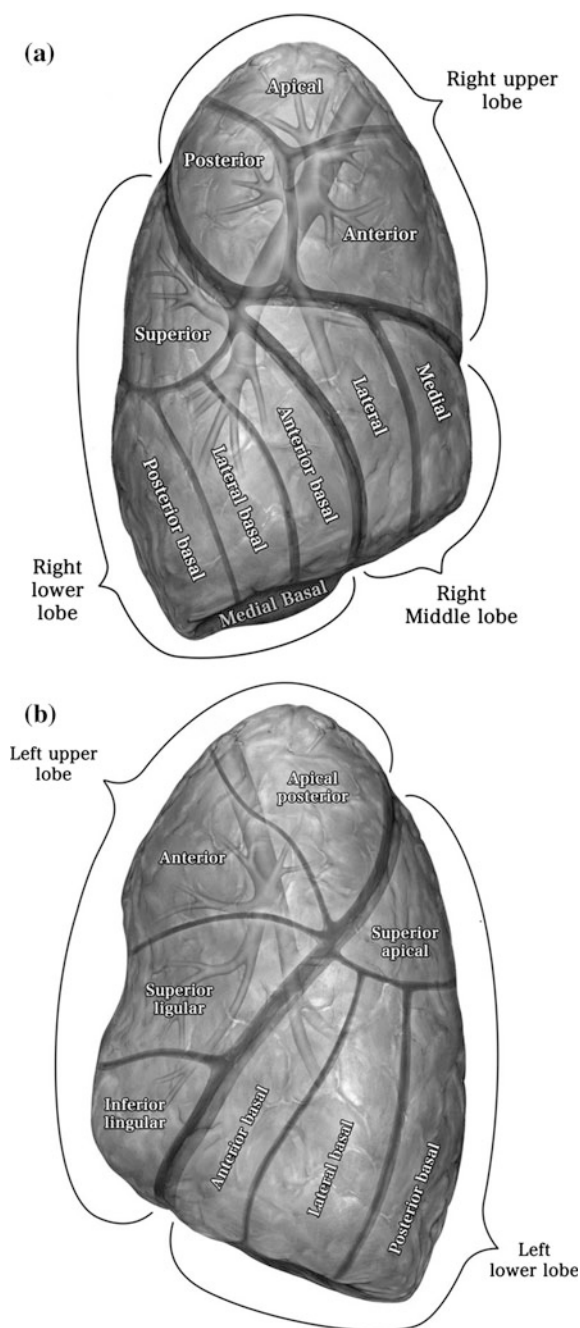 (a)
Apical
Right upper
lobe
Posterior
Anterior
Superior
Lateral
Medial
Anterior basal
Lateral basal
Posterior basal
Right
lower
lobe
Medial Basal
Right
Middle lobe
(b)
Left upper
lobe
Apical
posterior
Anterior
Superior
apical
Superior
ligular
Inferior
lingular
Anterior basal
Lateral basal
Posterior basal
Left
lower lobe